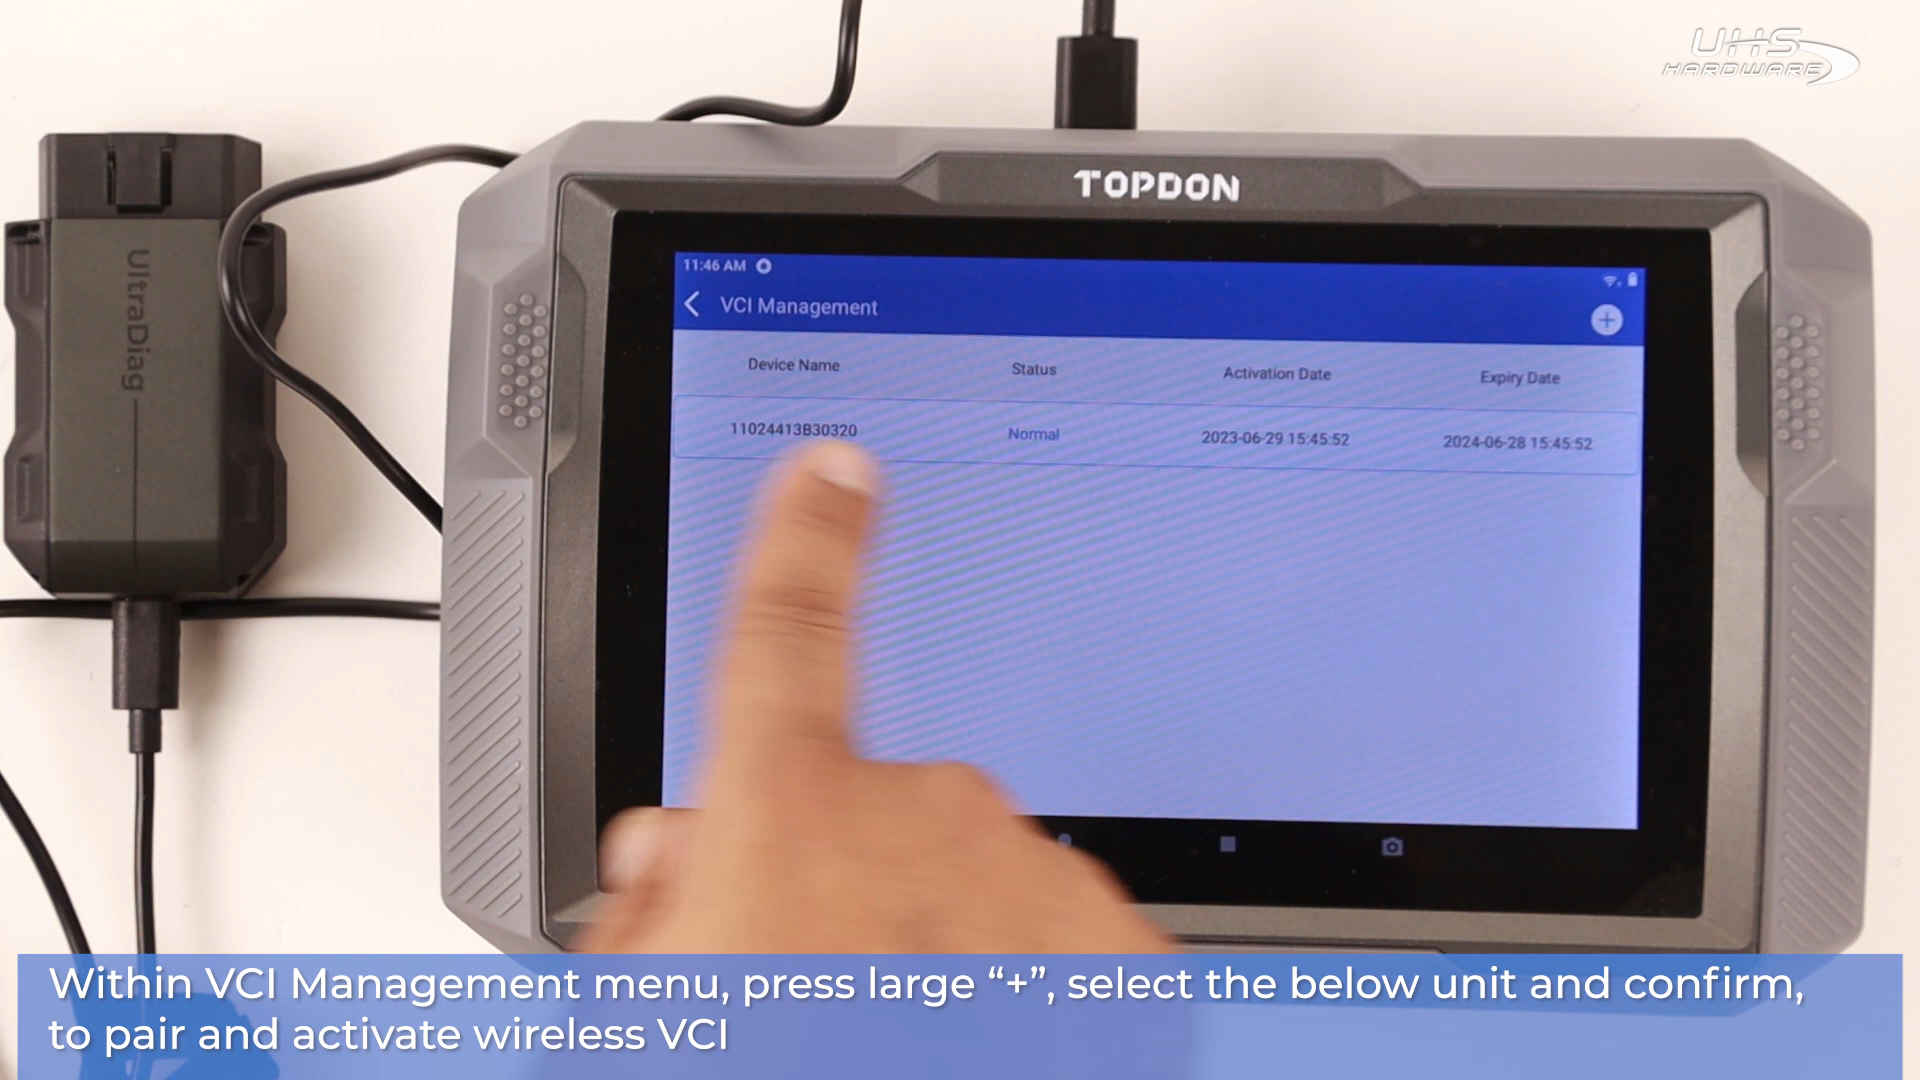 UHS
HARDWARE
UltraDiag
TOPDON
11:46 AM
VCI Management
Device Name Status Activation Date Expiry Date
11024413B30320 Normal 2023-06-29 15:45:52 2024-06-28 15:45:52
Within VCI Management menu, press large “+”, select the below unit and confirm,
to pair and activate wireless VCI